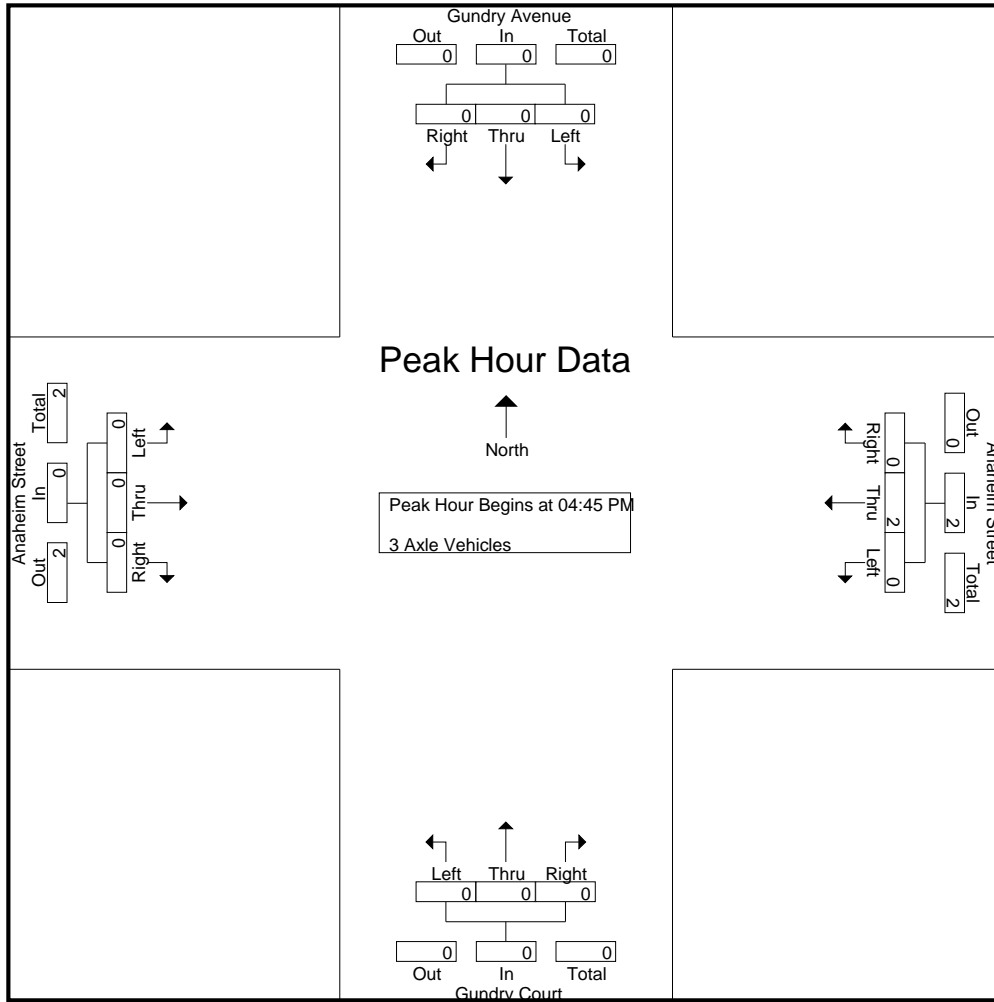 Gundry Avenue
Out In Total
0 0 0
0 0 0
Right Thru Left
Peak Hour Data
North
Peak Hour Begins at 04:45 PM
3 Axle Vehicles
Anaheim Street
Total In Out
2 0 2
0 0 0
Left Thru Right
Anaheim Street
Out In Total
0 2 2
0 2 0
Right Thru Left
Left Thru Right
0 0 0
0 0 0
Out In Total
Gundry Court